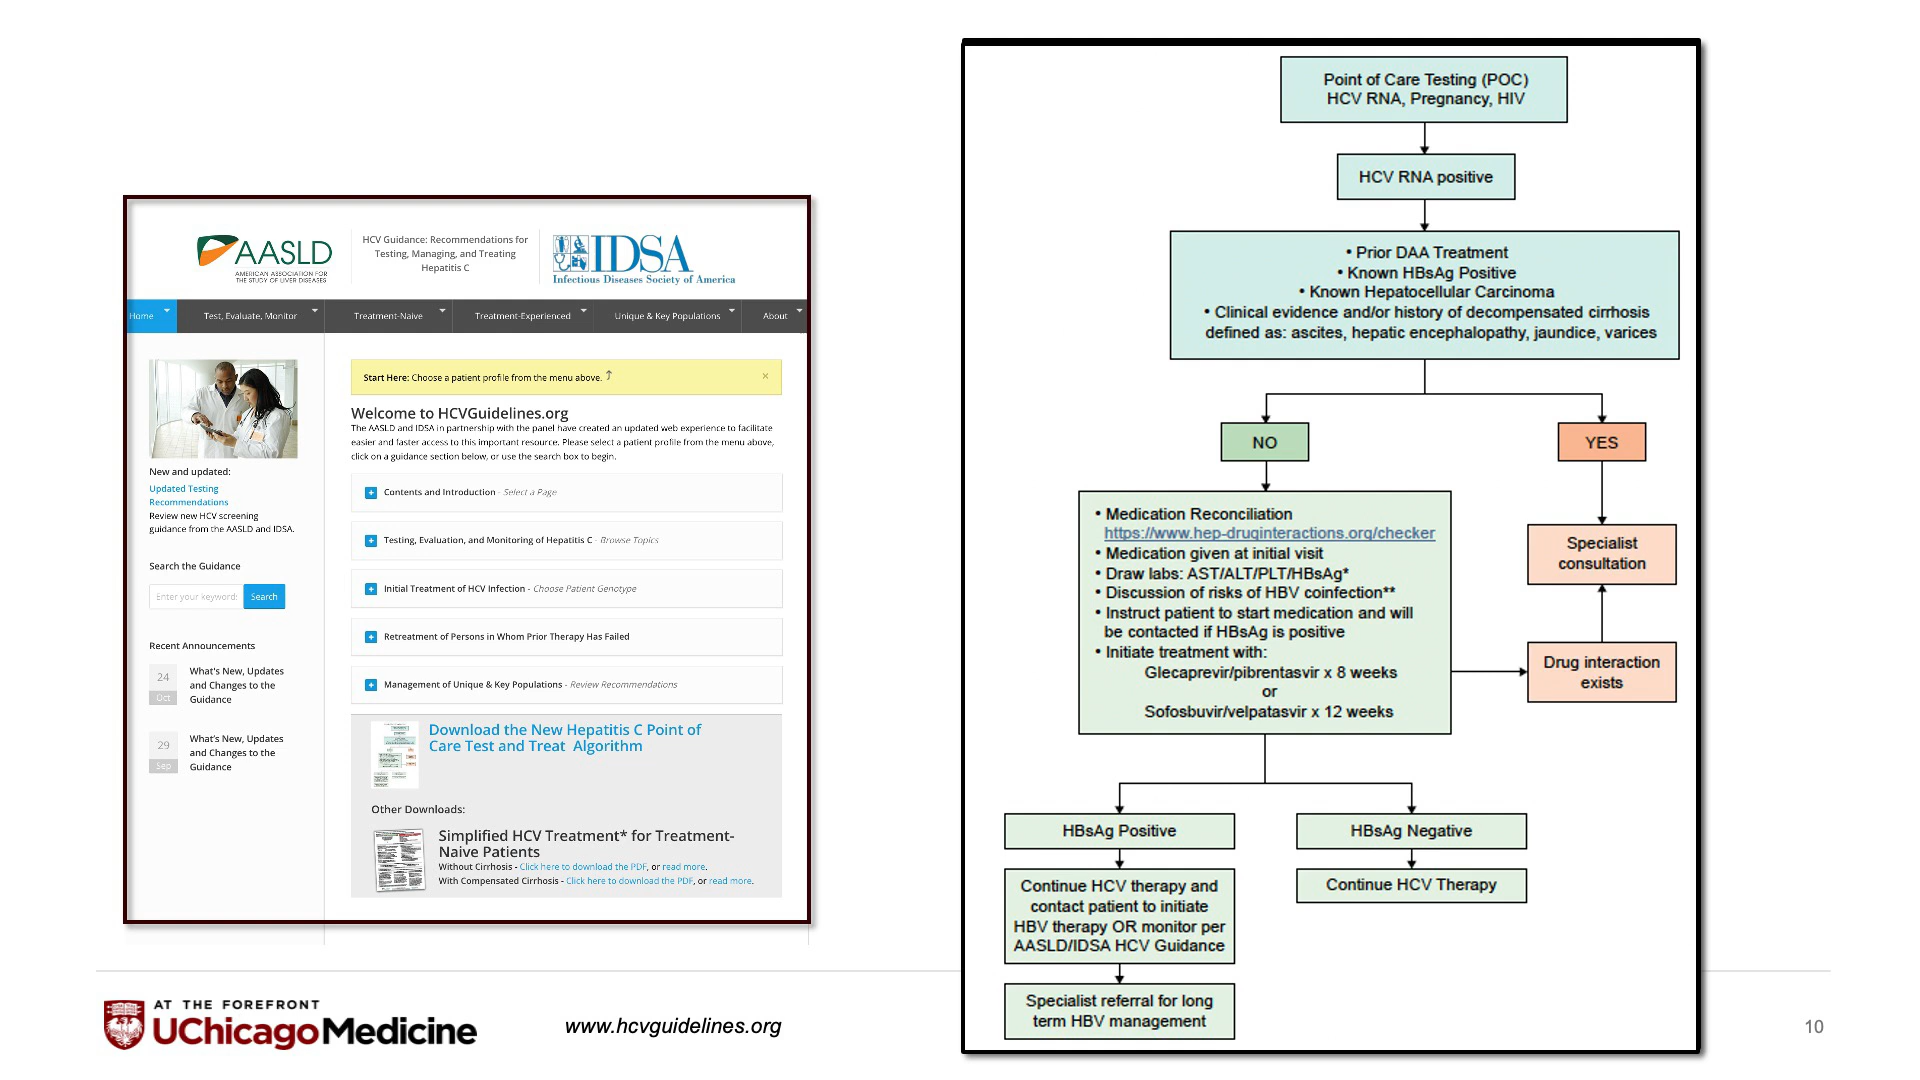 AASLD
AMERICAN ASSOCIATION FOR
THE STUDY OF LIVER DISEASES
HCV Guidance: Recommendations for
Testing, Managing, and Treating
Hepatitis C
IDSA
Infectious Diseases Society of America
Home
Test, Evaluate, Monitor
Treatment-Naive
Treatment-Experienced
Unique & Key Populations
About
New and updated:
Updated Testing
Recommendations
Review new HCV screening
guidance from the AASLD and IDSA.
Search the Guidance
Enter your keyword:
Search
Recent Announcements
24
Oct
What's New, Updates
and Changes to the
Guidance
29
Sep
What's New, Updates
and Changes to the
Guidance
Start Here: Choose a patient profile from the menu above.
×
Welcome to HCVGuidelines.org
The AASLD and IDSA in partnership with the panel have created an updated web experience to facilitate
easier and faster access to this important resource. Please select a patient profile from the menu above,
click on a guidance section below, or use the search box to begin.
Contents and Introduction - Select a Page
Testing, Evaluation, and Monitoring of Hepatitis C - Browse Topics
Initial Treatment of HCV Infection - Choose Patient Genotype
Retreatment of Persons in Whom Prior Therapy Has Failed
Management of Unique & Key Populations - Review Recommendations
Download the New Hepatitis C Point of
Care Test and Treat Algorithm
Other Downloads:
Simplified HCV Treatment* for Treatment-
Naive Patients
Without Cirrhosis - Click here to download the PDF, or read more.
With Compensated Cirrhosis - Click here to download the PDF, or read more.
Point of Care Testing (POC)
HCV RNA, Pregnancy, HIV
HCV RNA positive
• Prior DAA Treatment
• Known HBsAg Positive
• Known Hepatocellular Carcinoma
• Clinical evidence and/or history of decompensated cirrhosis
defined as: ascites, hepatic encephalopathy, jaundice, varices
NO
YES
• Medication Reconciliation
https://www.hep-druginteractions.org/checker
• Medication given at initial visit
• Draw labs: AST/ALT/PLT/HBsAg*
• Discussion of risks of HBV coinfection**
• Instruct patient to start medication and will
be contacted if HBsAg is positive
• Initiate treatment with:
Glecaprevir/pibrentasvir x 8 weeks
or
Sofosbuvir/velpatasvir x 12 weeks
Specialist
consultation
Drug interaction
exists
HBsAg Positive
HBsAg Negative
Continue HCV therapy and
contact patient to initiate
HBV therapy OR monitor per
AASLD/IDSA HCV Guidance
Continue HCV Therapy
Specialist referral for long
term HBV management
AT THE FOREFRONT
UChicago Medicine
www.hcvguidelines.org
10